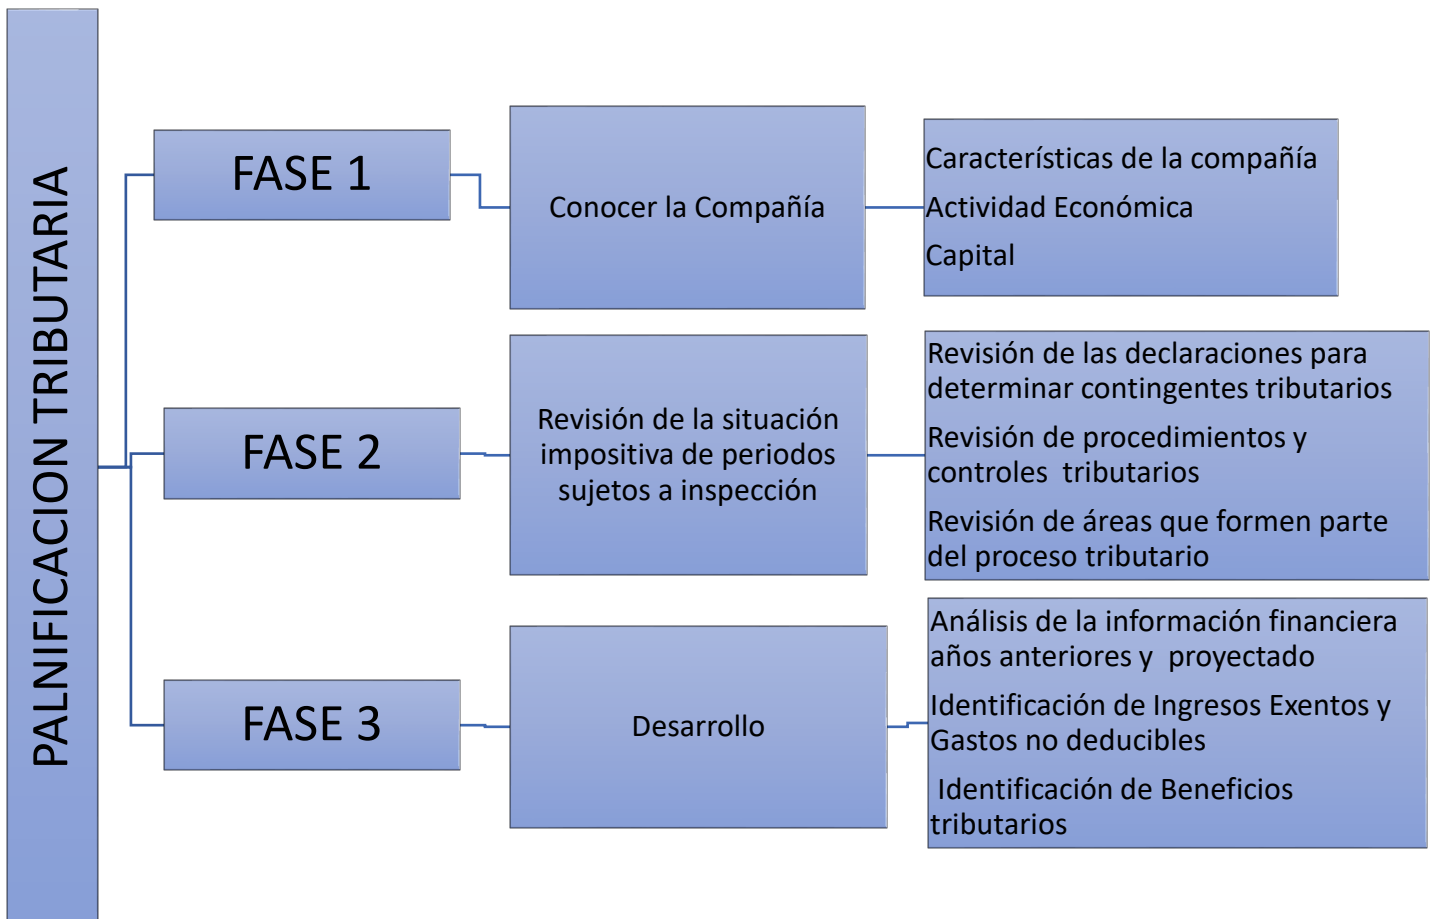 PALNIFICACION TRIBUTARIA
FASE 1
Conocer la Compañía
Características de la compañía
Actividad Económica
Capital
FASE 2
Revisión de la situación
impositiva de periodos
sujetos a inspección
Revisión de las declaraciones para
determinar contingentes tributarios
Revisión de procedimientos y
controles tributarios
Revisión de áreas que formen parte
del proceso tributario
FASE 3
Desarrollo
Análisis de la información financiera
años anteriores y proyectado
Identificación de Ingresos Exentos y
Gastos no deducibles
Identificación de Beneficios
tributarios